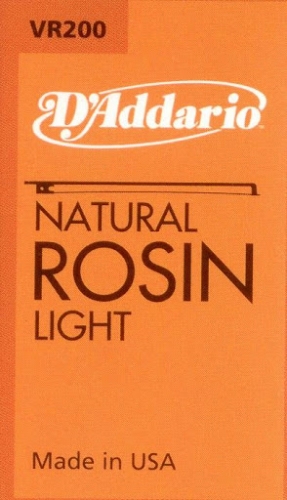 VR200
D'Addario
NATURAL
ROSIN
LIGHT
Made in USA